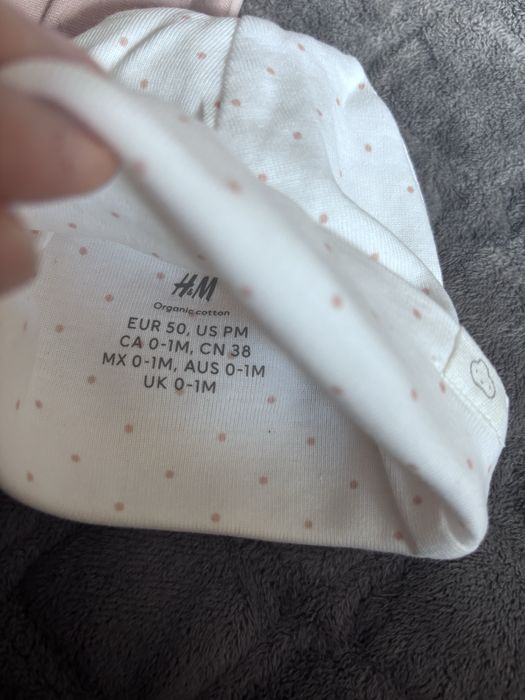 H&M
Organic cotton
EUR 50, US PM
CA 0-1M, CN 38
MX 0-1M, AUS 0-1M
UK 0-1M